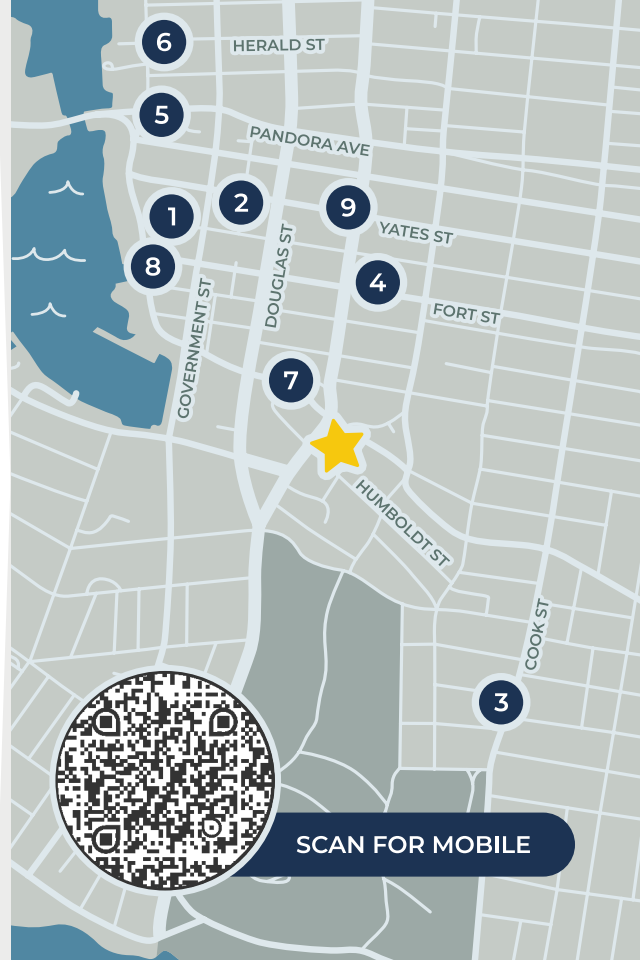 6
HERALD ST
5
PANDORA AVE
2
9
1
YATES ST
8
4
DOUGLAS ST
FORT ST
GOVERNMENT ST
7
HUMBOLDT ST
COOK ST
3
SCAN FOR MOBILE